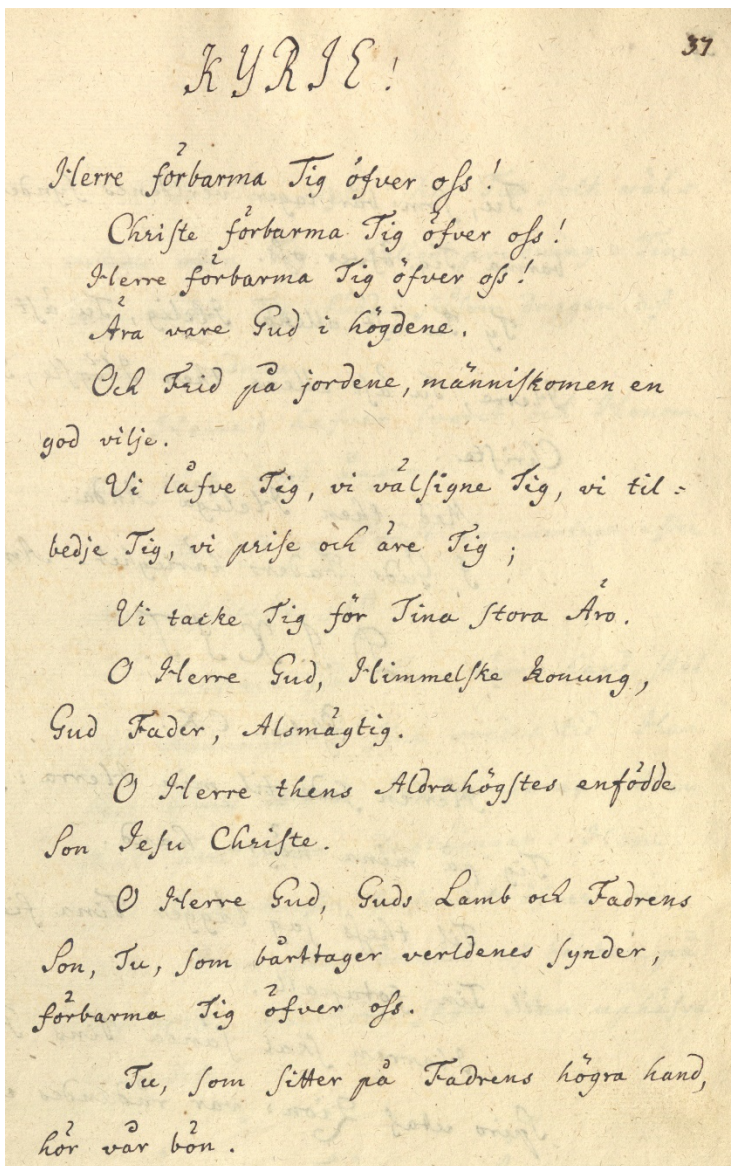 37
KYRIE!
Herre förbarma Tig öfver oſs!
Chriſte förbarma Tig öfver oſs!
Herre förbarma Tig öfver oſs!
Ära vare Gud i högdene.
Och Frid på jordene, männiſkomen en
god vilje.
Vi låfve Tig, vi välſigne Tig, vi til=
bedje Tig, vi priſe och äre Tig;
Vi tacke Tig för Tina ſtora Äro.
O Herre Gud, Himmelſke Konung,
Gud Fader, Alsmägtig.
O Herre thens Aldrahögſtes enfödde
Son Jeſu Chriſte.
O Herre Gud, Guds Lamb och Fadrens
Son, Tu, ſom bårttager verldenes ſynder,
förbarma Tig öfver oſs.
Tu, ſom ſitter på Fadrens högra hand,
hör vår bön.